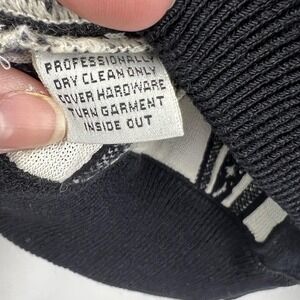 PROFESSIONALLY
DRY CLEAN ONLY
COVER HARDWARE
TURN GARMENT
INSIDE OUT